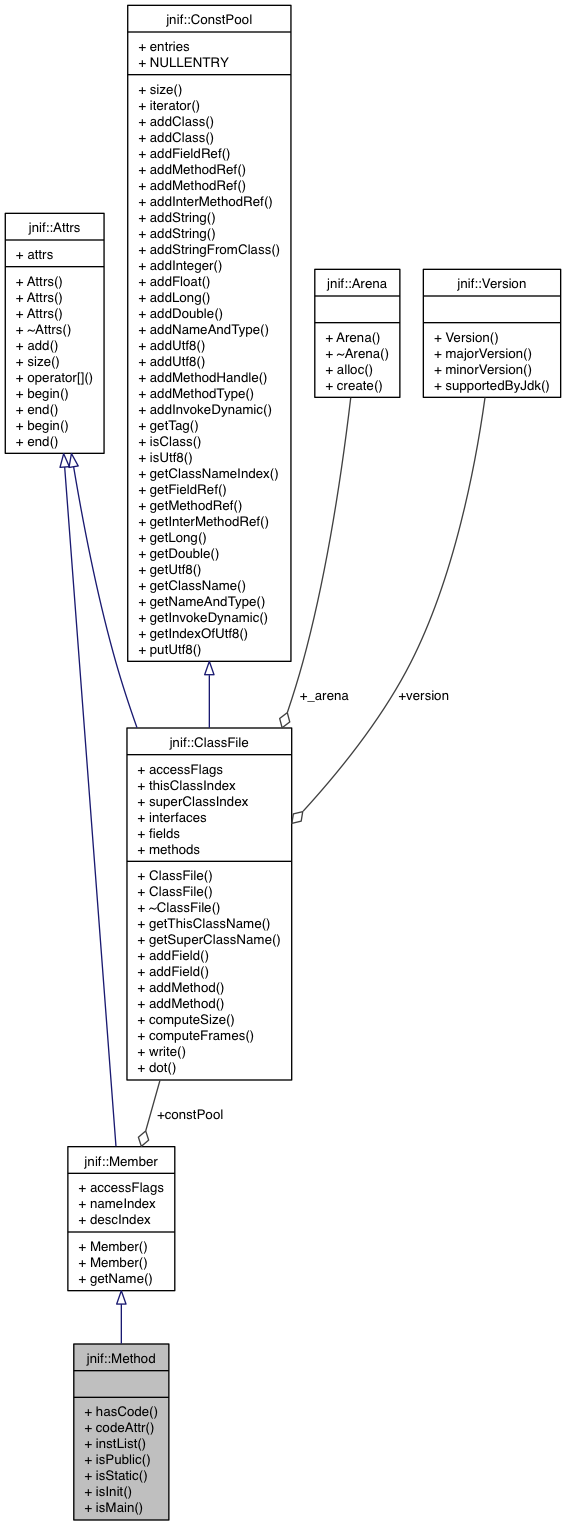 jnif::ConstPool
+ entries
+ NULLENTRY
+ size()
+ iterator()
+ addClass()
+ addClass()
+ addFieldRef()
+ addMethodRef()
+ addMethodRef()
+ addInterMethodRef()
+ addString()
+ addString()
+ addStringFromClass()
+ addInteger()
+ addFloat()
+ addLong()
+ addDouble()
+ addNameAndType()
+ addUtf8()
+ addUtf8()
+ addMethodHandle()
+ addMethodType()
+ addInvokeDynamic()
+ getTag()
+ isClass()
+ isUtf8()
+ getClassNameIndex()
+ getFieldRef()
+ getMethodRef()
+ getInterMethodRef()
+ getLong()
+ getDouble()
+ getUtf8()
+ getClassName()
+ getNameAndType()
+ getInvokeDynamic()
+ getIndexOfUtf8()
+ putUtf8()
jnif::Attrs
+ attrs
+ Attrs()
+ Attrs()
+ Attrs()
+ ~Attrs()
+ add()
+ size()
+ operator[]()
+ begin()
+ end()
+ begin()
+ end()
jnif::Arena
+ Arena()
+ ~Arena()
+ alloc()
+ create()
jnif::Version
+ Version()
+ majorVersion()
+ minorVersion()
+ supportedByJdk()
+_arena
+version
jnif::ClassFile
+ accessFlags
+ thisClassIndex
+ superClassIndex
+ interfaces
+ fields
+ methods
+ ClassFile()
+ ClassFile()
+ ~ClassFile()
+ getThisClassName()
+ getSuperClassName()
+ addField()
+ addField()
+ addMethod()
+ addMethod()
+ computeSize()
+ computeFrames()
+ write()
+ dot()
+constPool
jnif::Member
+ accessFlags
+ nameIndex
+ descIndex
+ Member()
+ Member()
+ getName()
jnif::Method
+ hasCode()
+ codeAttr()
+ instList()
+ isPublic()
+ isStatic()
+ isInit()
+ isMain()